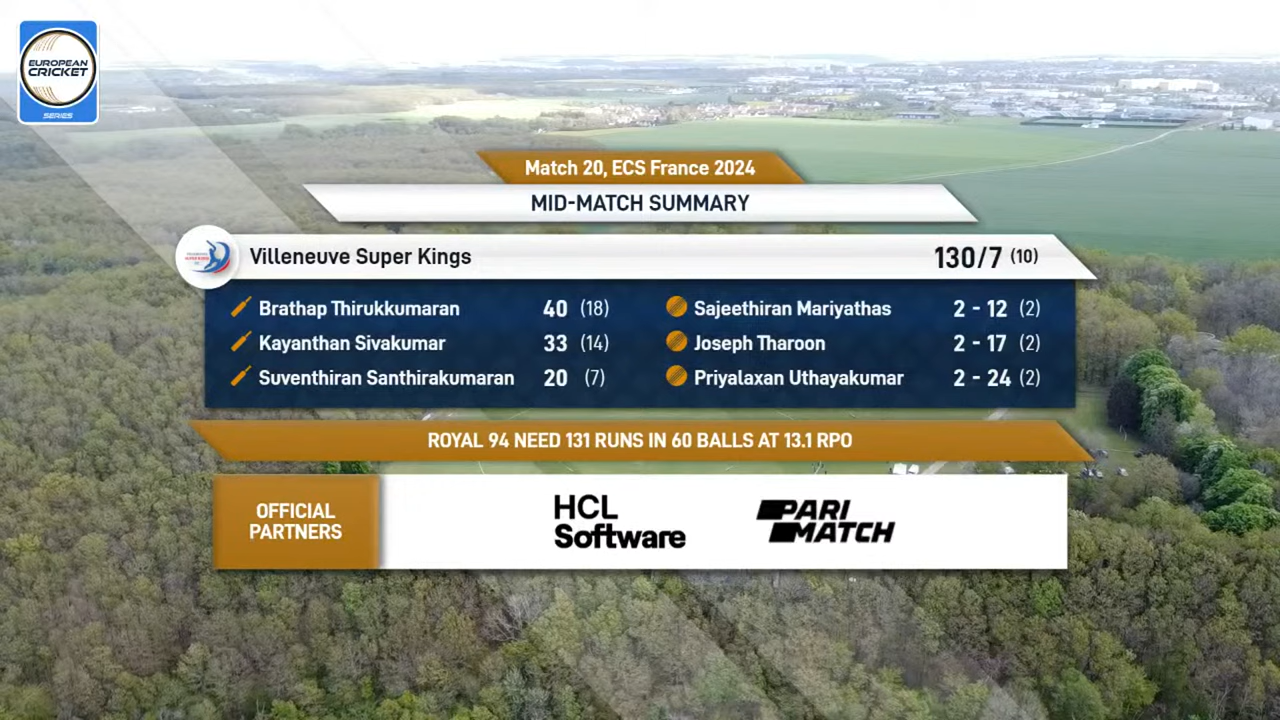 EUROPEAN
CRICKET
SERIES
Match 20, ECS France 2024
MID-MATCH SUMMARY
Villeneuve Super Kings 130/7 (10)
Brathap Thirukkumaran 40 (18) Sajeethiran Mariyathas 2 - 12 (2)
Kayanthan Sivakumar 33 (14) Joseph Tharoon 2 - 17 (2)
Suventhiran Santhirakumaran 20 (7) Priyalaxan Uthayakumar 2 - 24 (2)
ROYAL 94 NEED 131 RUNS IN 60 BALLS AT 13.1 RPO
OFFICIAL
PARTNERS
HCL
Software
PARI
MATCH